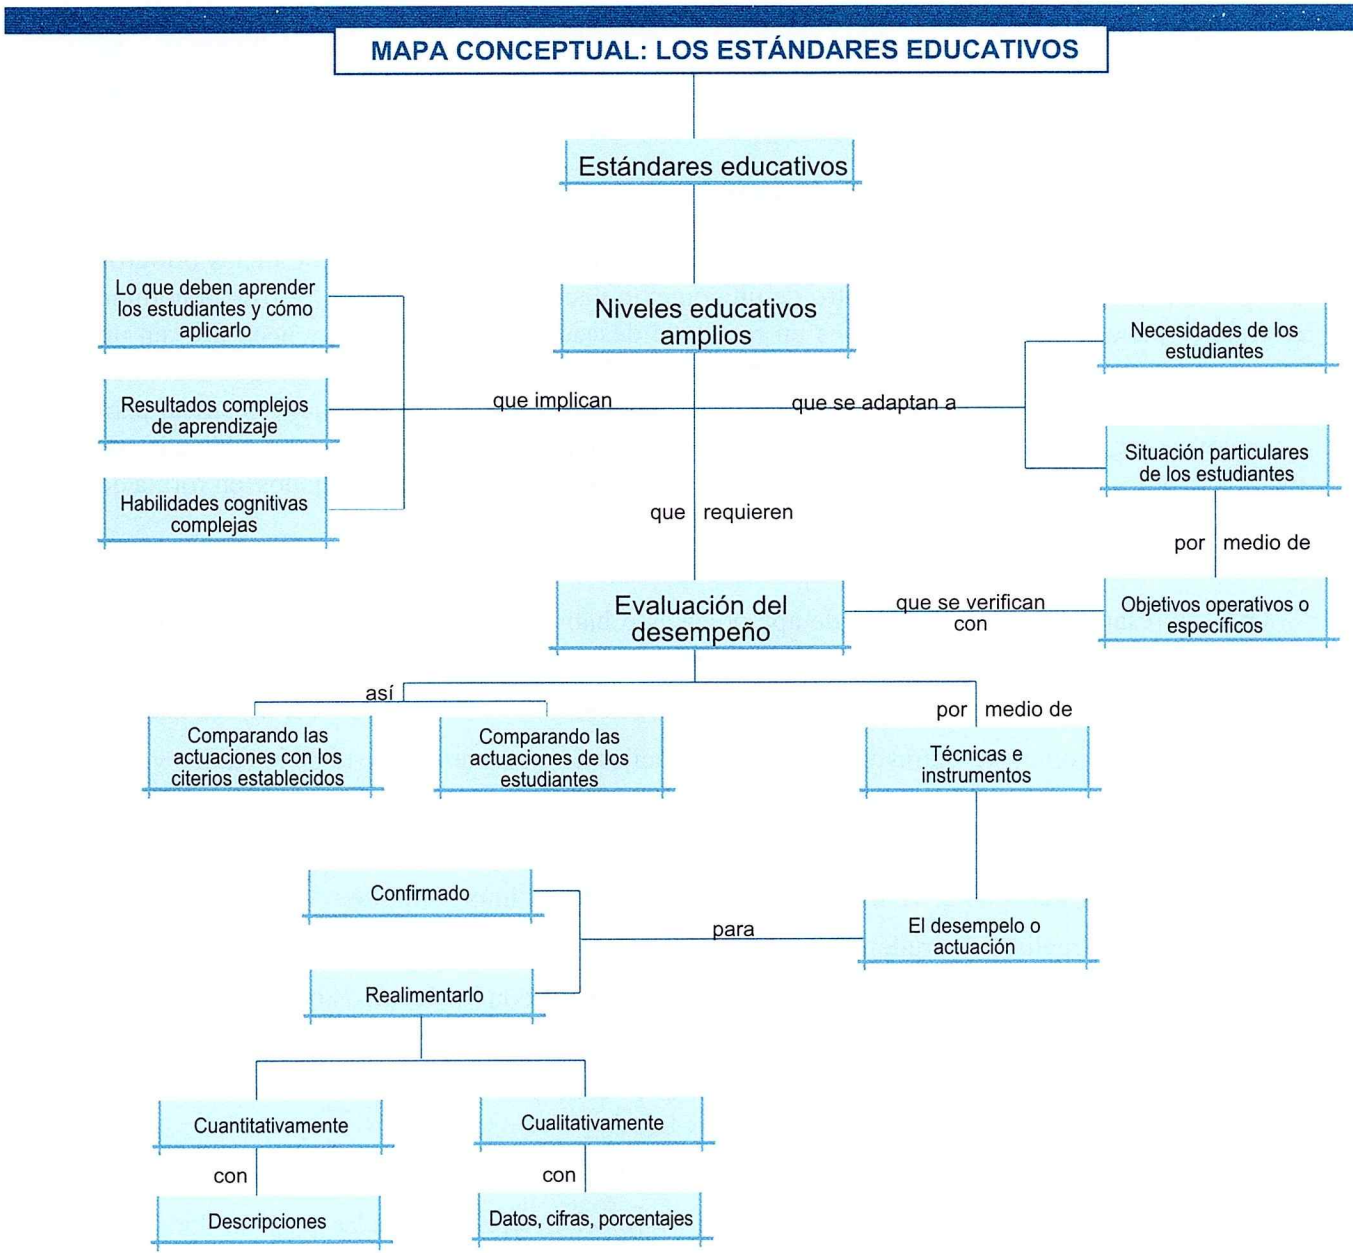 MAPA CONCEPTUAL: LOS ESTÁNDARES EDUCATIVOS
Estándares educativos
Niveles educativos
amplios
Lo que deben aprender
los estudiantes y cómo
aplicarlo
Resultados complejos
de aprendizaje
Habilidades cognitivas
complejas
que implican
que se adaptan a
Necesidades de los
estudiantes
Situación particulares
de los estudiantes
por medio de
Objetivos operativos o
específicos
que se verifican
con
que requieren
Evaluación del
desempeño
así
Comparando las
actuaciones con los
citerios establecidos
Comparando las
actuaciones de los
estudiantes
por medio de
Técnicas e
instrumentos
El desempelo o
actuación
para
Confirmado
Realimentarlo
Cuantitativamente
con
Descripciones
Cualitativamente
con
Datos, cifras, porcentajes